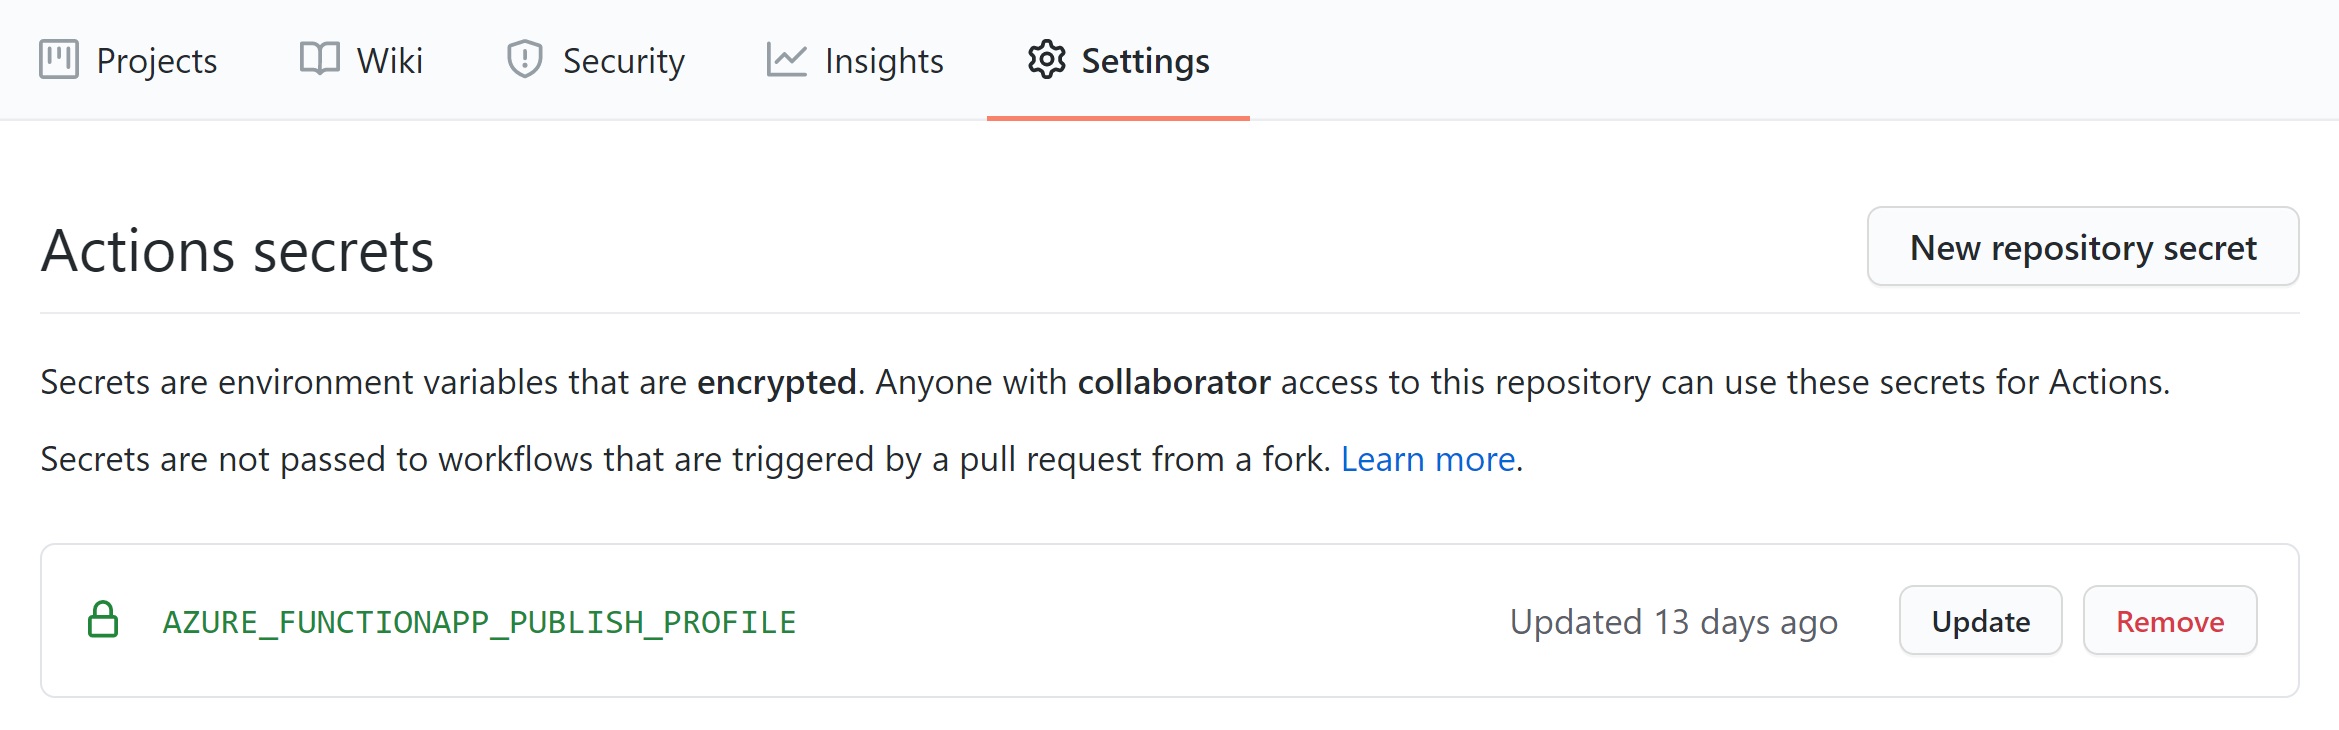 Projects Wiki Security Insights Settings
Actions secrets New repository secret
Secrets are environment variables that are encrypted. Anyone with collaborator access to this repository can use these secrets for Actions.
Secrets are not passed to workflows that are triggered by a pull request from a fork. Learn more.
AZURE_FUNCTIONAPP_PUBLISH_PROFILE Updated 13 days ago Update Remove